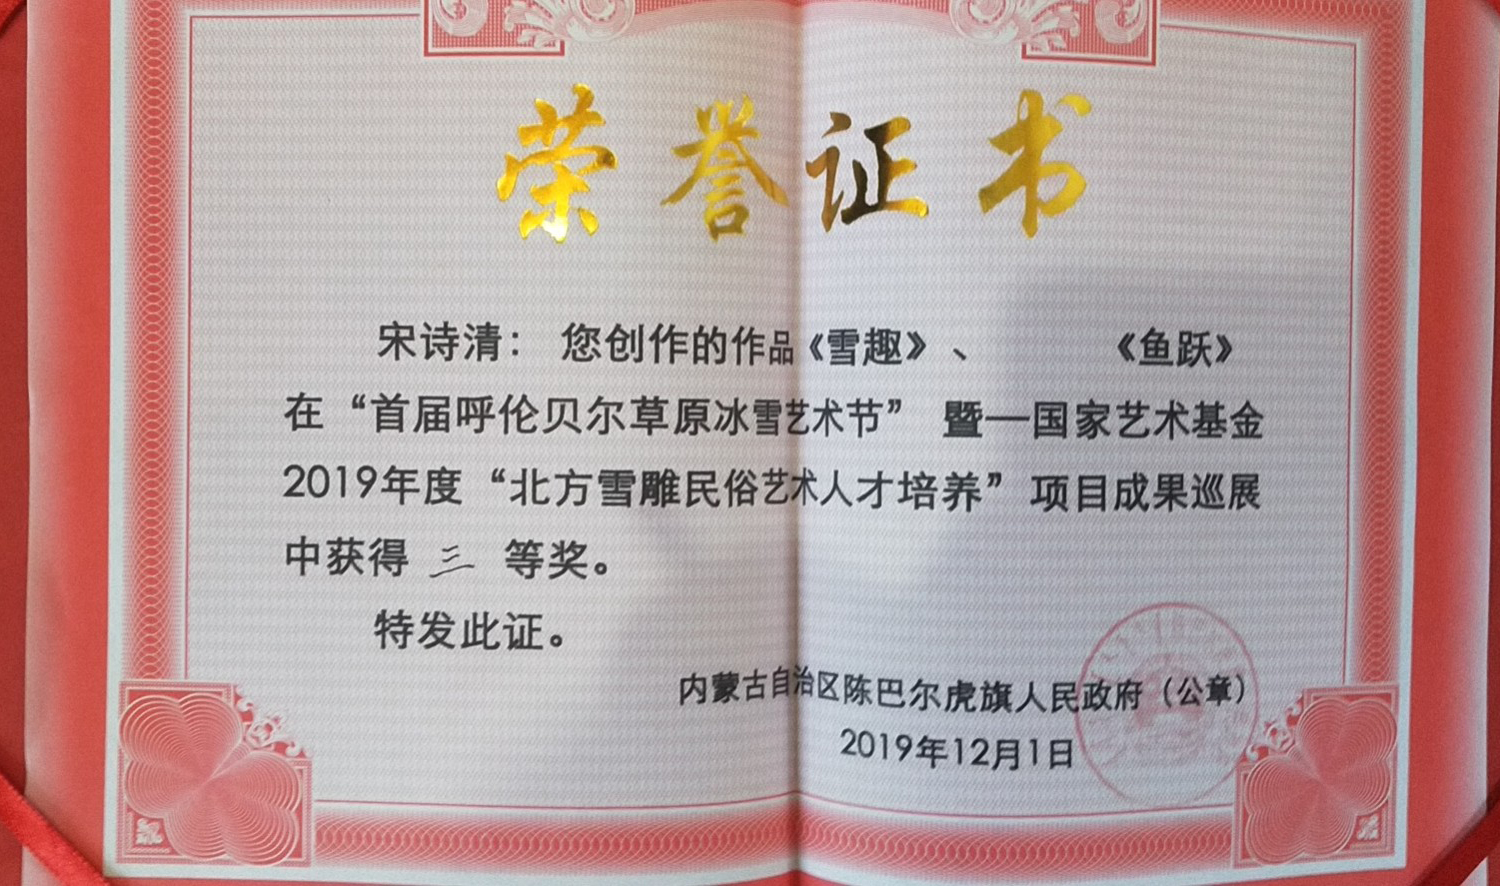 荣誉证书
宋诗清： 您创作的作品《雪趣》、 《鱼跃》
在“首届呼伦贝尔草原冰雪艺术节” 暨—国家艺术基金
2019年度“北方雪雕民俗艺术人才培养”项目成果巡展
中获得 三 等奖。
特发此证。
内蒙古自治区陈巴尔虎旗人民政府（公章）
2019年12月1日